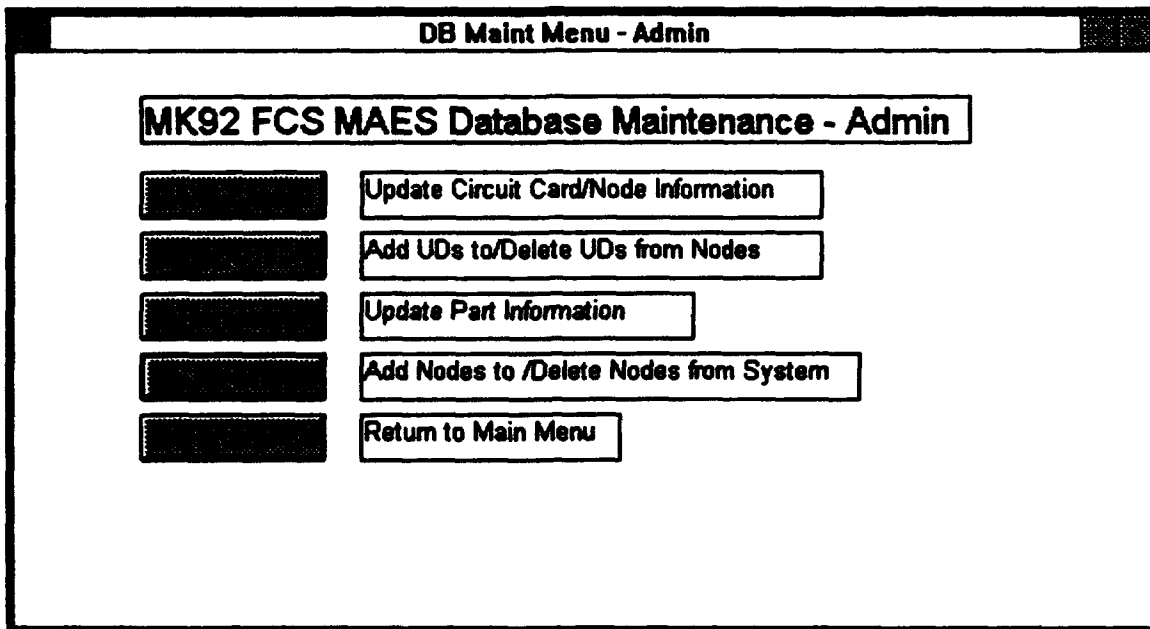 DB Maint Menu - Admin
MK92 FCS MAES Database Maintenance - Admin
Update Circuit Card/Node Information
Add UDs to/Delete UDs from Nodes
Update Part Information
Add Nodes to /Delete Nodes from System
Return to Main Menu